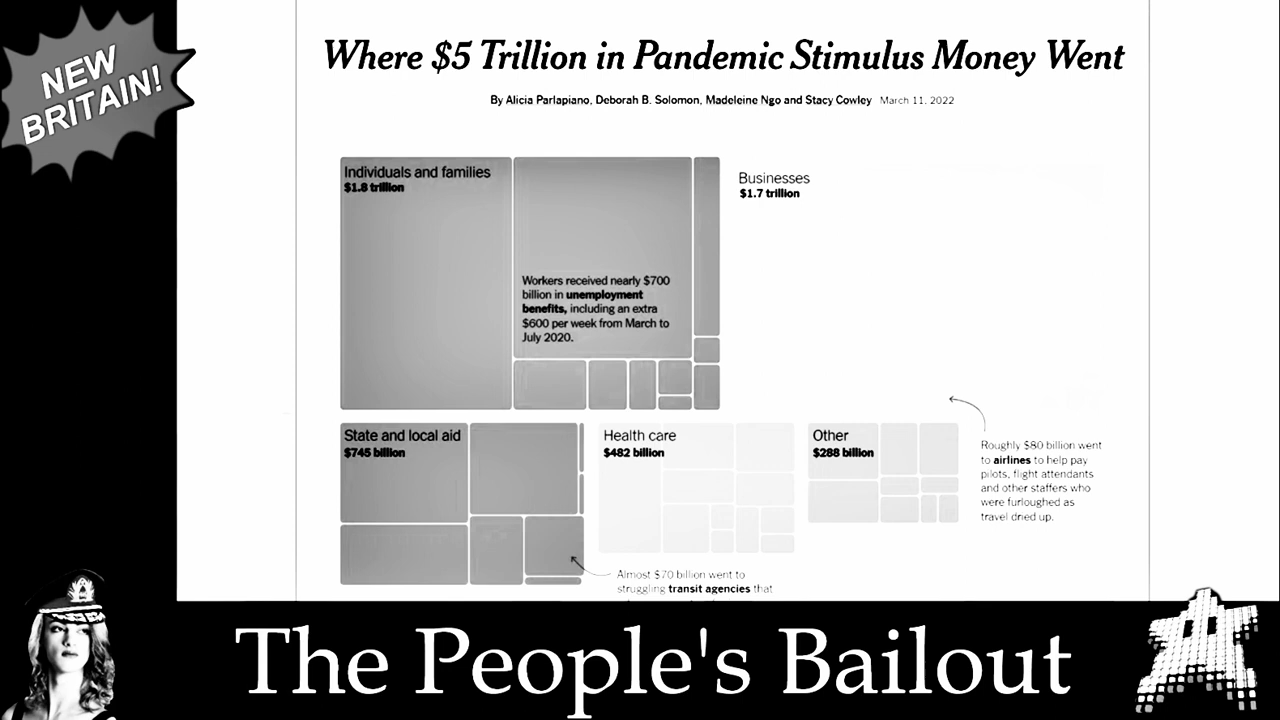 NEW
BRITAIN!
Where $5 Trillion in Pandemic Stimulus Money Went
By Alicia Parlapiano, Deborah B. Solomon, Madeleine Ngo and Stacy Cowley March 11, 2022
Individuals and families
$1.8 trillion
Workers received nearly $700
billion in unemployment
benefits, including an extra
$600 per week from March to
July 2020.
Businesses
$1.7 trillion
State and local aid
$745 billion
Health care
$482 billion
Other
$288 billion
Roughly $80 billion went
to airlines to help pay
pilots, flight attendants
and other staffers who
were furloughed as
travel dried up.
Almost $70 billion went to
struggling transit agencies that
The People's Bailout